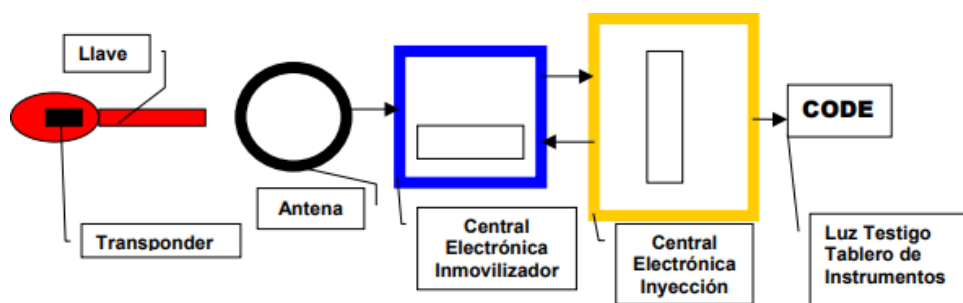 Llave
Transponder
Antena
Central
Electrónica
Inmovilizador
Central
Electrónica
Inyección
CODE
Luz Testigo
Tablero de
Instrumentos